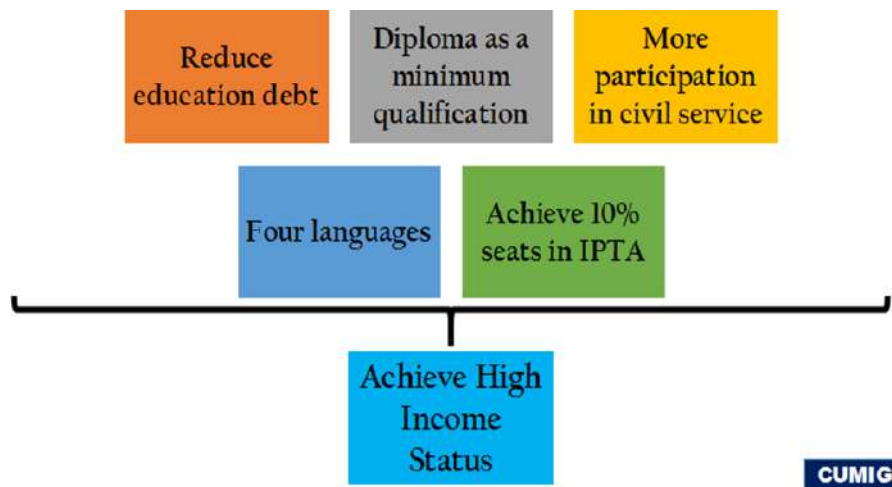 Reduce
education debt
Diploma as a
minimum
qualification
More
participation
in civil service
Four languages
Achieve 10%
seats in IPTA
Achieve High
Income
Status
CUMIG